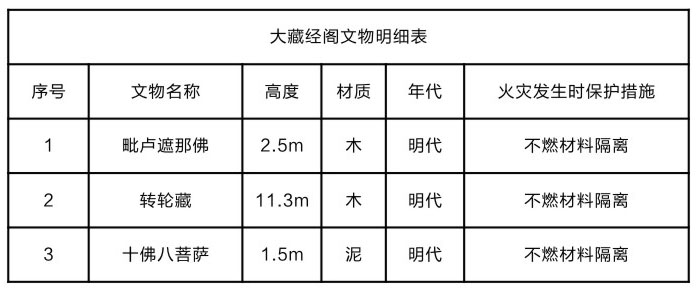 大藏经阁文物明细表
序号 文物名称 高度 材质 年代 火灾发生时保护措施
1 毗卢遮那佛 2.5m 木 明代 不燃材料隔离
2 转轮藏 11.3m 木 明代 不燃材料隔离
3 十佛八菩萨 1.5m 泥 明代 不燃材料隔离